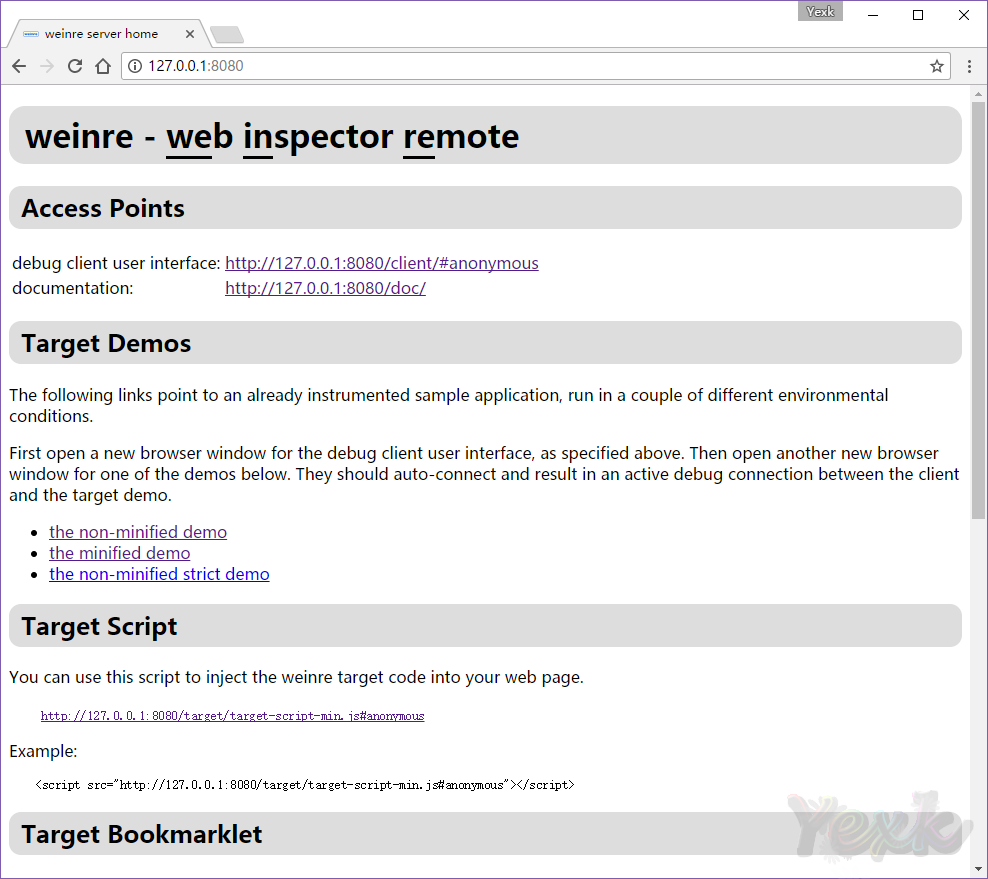 Yexk
weinre server home
127.0.0.1:8080
weinre - web inspector remote
Access Points
debug client user interface: http://127.0.0.1:8080/client/#anonymous
documentation: http://127.0.0.1:8080/doc/
Target Demos
The following links point to an already instrumented sample application, run in a couple of different environmental
conditions.
First open a new browser window for the debug client user interface, as specified above. Then open another new browser
window for one of the demos below. They should auto-connect and result in an active debug connection between the client
and the target demo.
• the non-minified demo
• the minified demo
• the non-minified strict demo
Target Script
You can use this script to inject the weinre target code into your web page.
http://127.0.0.1:8080/target/target-script-min.js#anonymous
Example:
<script src="http://127.0.0.1:8080/target/target-script-min.js#anonymous"></script>
Target Bookmarklet
Yexk